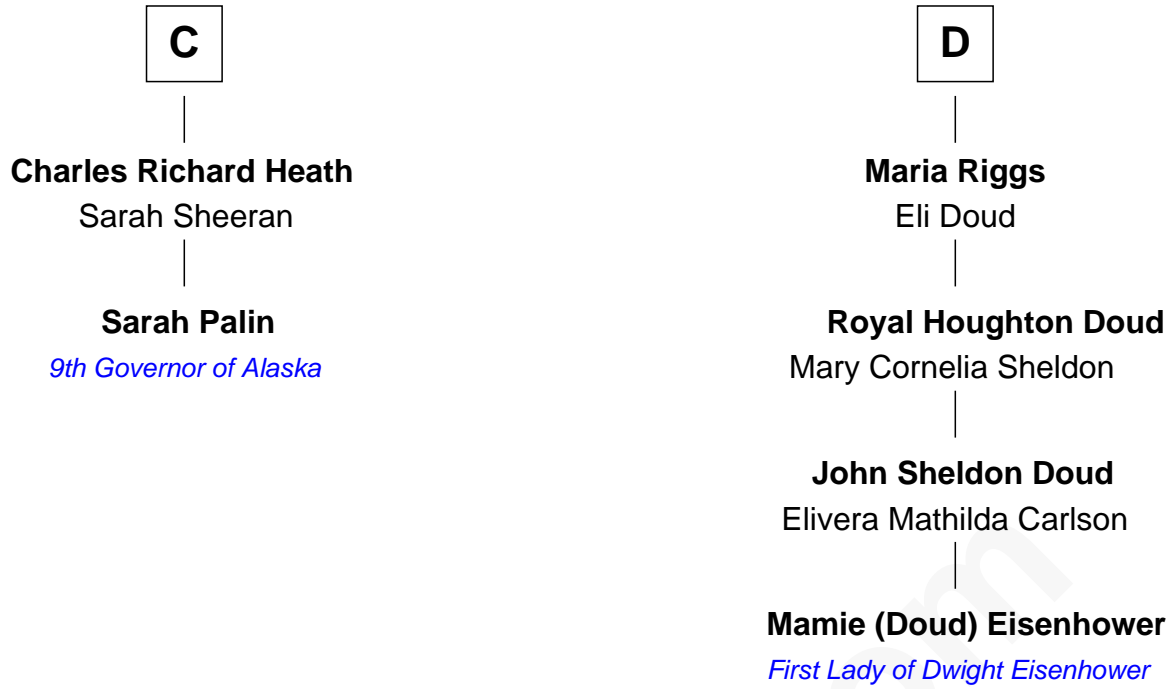 C
Charles Richard Heath
Sarah Sheeran
Sarah Palin
9th Governor of Alaska
D
Maria Riggs
Eli Doud
Royal Houghton Doud
Mary Cornelia Sheldon
John Sheldon Doud
Elivera Mathilda Carlson
Mamie (Doud) Eisenhower
First Lady of Dwight Eisenhower